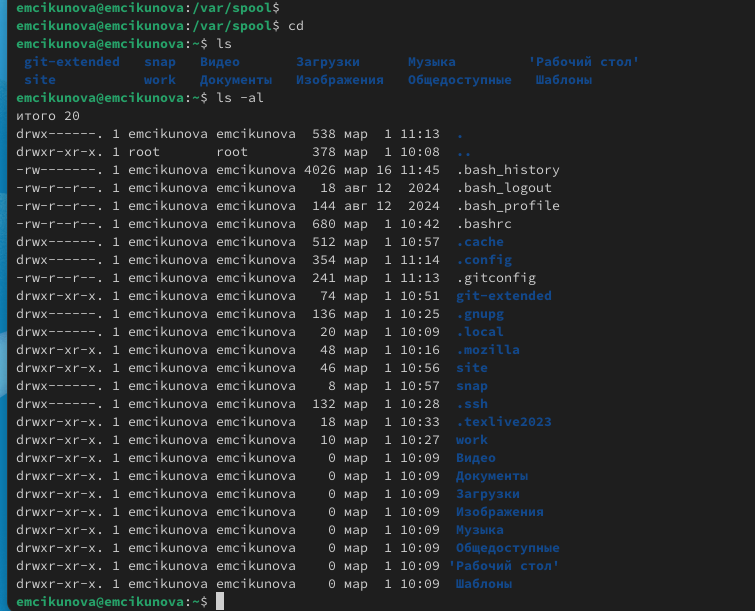 emcikunova@emcikunova:/var/spool$
emcikunova@emcikunova:/var/spool$ cd
emcikunova@emcikunova:~$ ls
git-extended snap Видео Загрузки Музыка 'Рабочий стол'
site work Документы Изображения Общедоступные Шаблоны
emcikunova@emcikunova:~$ ls -al
итого 20
drwx------. 1 emcikunova emcikunova 538 мар 1 11:13 .
drwxr-xr-x. 1 root root 378 мар 1 10:08 ..
-rw-------. 1 emcikunova emcikunova 4026 мар 16 11:45 .bash_history
-rw-r--r--. 1 emcikunova emcikunova 18 авг 12 2024 .bash_logout
-rw-r--r--. 1 emcikunova emcikunova 144 авг 12 2024 .bash_profile
-rw-r--r--. 1 emcikunova emcikunova 680 мар 1 10:42 .bashrc
drwx------. 1 emcikunova emcikunova 512 мар 1 10:57 .cache
drwx------. 1 emcikunova emcikunova 354 мар 1 11:14 .config
-rw-r--r--. 1 emcikunova emcikunova 241 мар 1 11:13 .gitconfig
drwxr-xr-x. 1 emcikunova emcikunova 74 мар 1 10:51 git-extended
drwx------. 1 emcikunova emcikunova 136 мар 1 10:25 .gnupg
drwx------. 1 emcikunova emcikunova 20 мар 1 10:09 .local
drwxr-xr-x. 1 emcikunova emcikunova 48 мар 1 10:16 .mozilla
drwxr-xr-x. 1 emcikunova emcikunova 46 мар 1 10:56 site
drwx------. 1 emcikunova emcikunova 8 мар 1 10:57 snap
drwx------. 1 emcikunova emcikunova 132 мар 1 10:28 .ssh
drwxr-xr-x. 1 emcikunova emcikunova 18 мар 1 10:33 .texlive2023
drwxr-xr-x. 1 emcikunova emcikunova 10 мар 1 10:27 work
drwxr-xr-x. 1 emcikunova emcikunova 0 мар 1 10:09 Видео
drwxr-xr-x. 1 emcikunova emcikunova 0 мар 1 10:09 Документы
drwxr-xr-x. 1 emcikunova emcikunova 0 мар 1 10:09 Загрузки
drwxr-xr-x. 1 emcikunova emcikunova 0 мар 1 10:09 Изображения
drwxr-xr-x. 1 emcikunova emcikunova 0 мар 1 10:09 Музыка
drwxr-xr-x. 1 emcikunova emcikunova 0 мар 1 10:09 Общедоступные
drwxr-xr-x. 1 emcikunova emcikunova 0 мар 1 10:09 'Рабочий стол'
drwxr-xr-x. 1 emcikunova emcikunova 0 мар 1 10:09 Шаблоны
emcikunova@emcikunova:~$